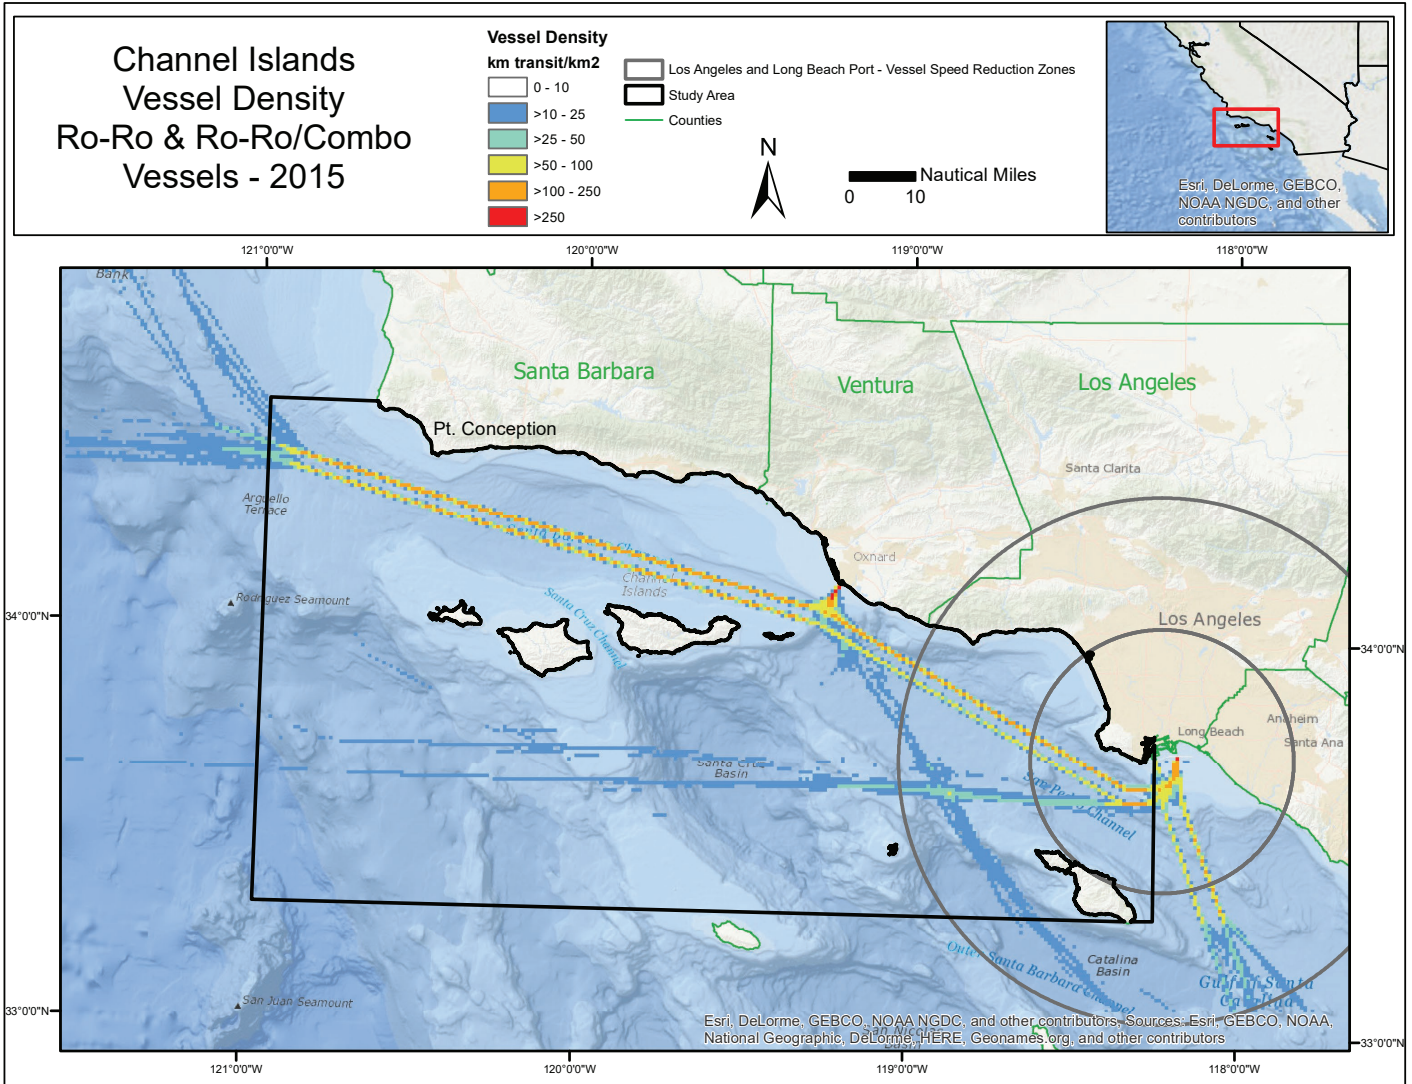 Channel Islands
Vessel Density
Ro-Ro & Ro-Ro/Combo
Vessels - 2015
Vessel Density
km transit/km2
0 - 10
>10 - 25
>25 - 50
>50 - 100
>100 - 250
>250
Los Angeles and Long Beach Port - Vessel Speed Reduction Zones
Study Area
Counties
N
Nautical Miles
0 10
Esri, DeLorme, GEBCO,
NOAA NGDC, and other
contributors
121°0'0"W 120°0'0"W 119°0'0"W 118°0'0"W
Bank
Santa Barbara
Ventura
Los Angeles
Pt. Conception
Santa Clarita
Arguello
Terrace
Oxnard
Channel
Islands
Rodriguez Seamount
Santa Cruz Channel
34°0'0"N
Los Angeles
34°0'0"N
Long Beach
Anaheim
Santa Ana
Santa Cruz
Basin
San Pedro Channel
Outer Santa Barbara Channel
Catalina
Basin
Gulf of Santa
Catalina
San Juan Seamount
33°0'0"N
Esri, DeLorme, GEBCO, NOAA NGDC, and other contributors, Sources: Esri, GEBCO, NOAA,
National Geographic, DeLorme, HERE, Geonames.org, and other contributors
San Nicolas
Basin
33°0'0"N
121°0'0"W 120°0'0"W 119°0'0"W 118°0'0"W